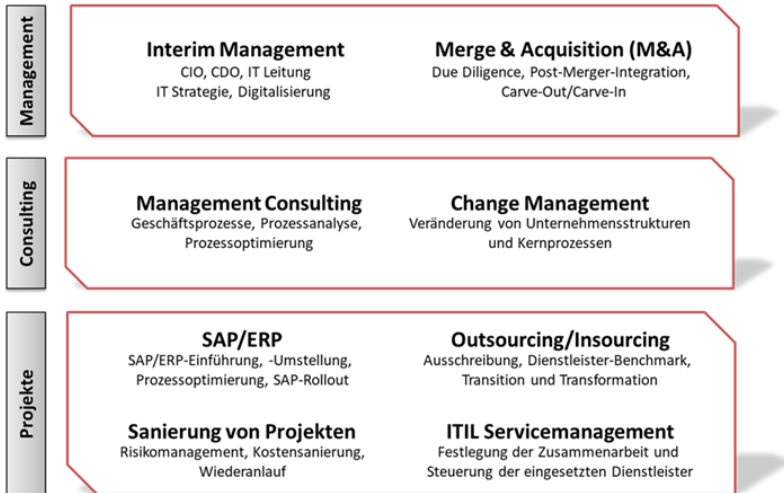 Management
Interim Management
CIO, CDO, IT Leitung
IT Strategie, Digitalisierung
Merge & Acquisition (M&A)
Due Diligence, Post-Merger-Integration,
Carve-Out/Carve-In
Consulting
Management Consulting
Geschäftsprozesse, Prozessanalyse,
Prozessoptimierung
Change Management
Veränderung von Unternehmensstrukturen
und Kernprozessen
Projekte
SAP/ERP
SAP/ERP-Einführung, -Umstellung,
Prozessoptimierung, SAP-Rollout
Outsourcing/Insourcing
Ausschreibung, Dienstleister-Benchmark,
Transition und Transformation
Sanierung von Projekten
Risikomanagement, Kostensanierung,
Wiederanlauf
ITIL Servicemanagement
Festlegung der Zusammenarbeit und
Steuerung der eingesetzten Dienstleister